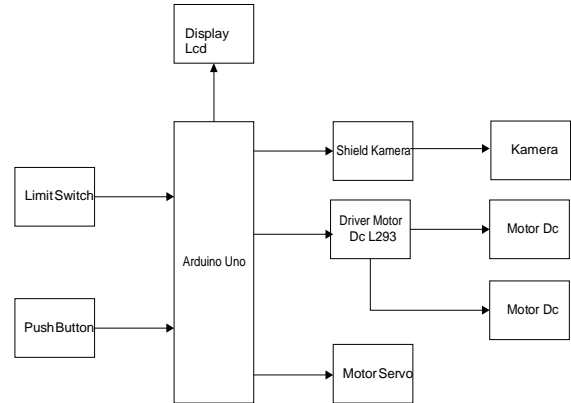 Display
Lcd
Shield Kamera
Kamera
Limit Switch
Driver Motor
Dc L293
Motor Dc
Arduino Uno
Motor Dc
Push Button
Motor Servo